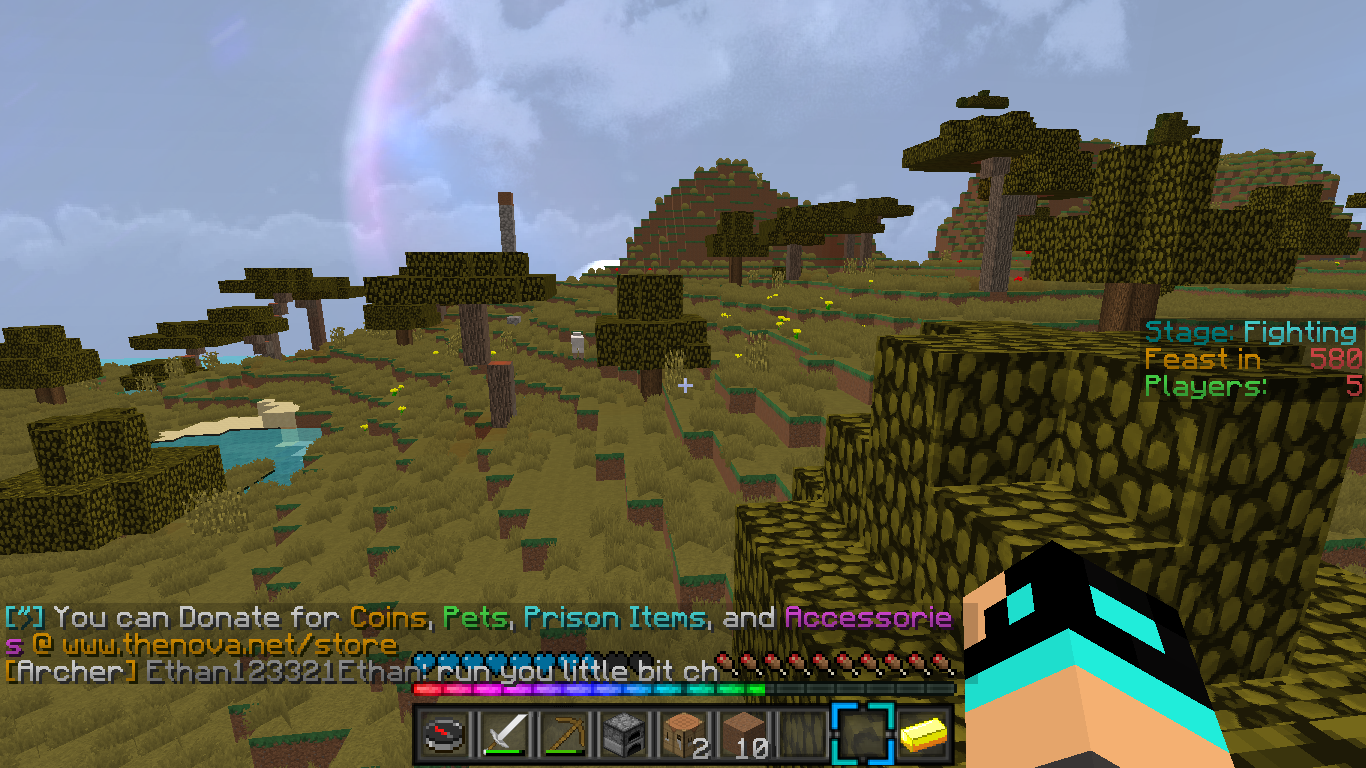 Stage: Fighting
Feast in 580
Players: 5
["] You can Donate for Coins, Pets, Prison Items, and Accessorie
s @ www.thenova.net/store
[Archer] Ethan123321Ethan: run you little bit ch
2 10